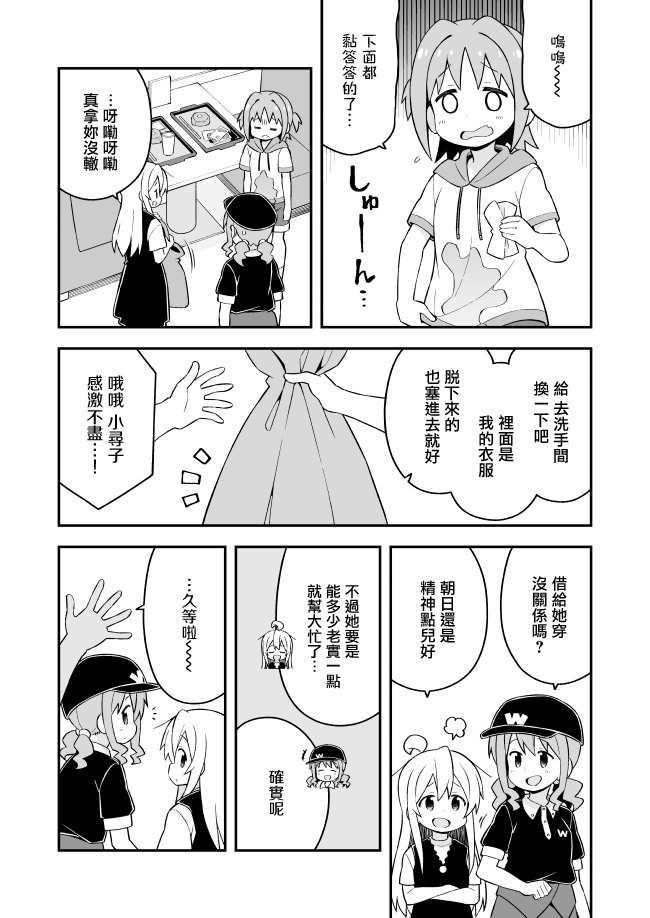 嗚嗚～～～
下面都
黏答答
的了…
しゅーん…
…呀嘞呀嘞
真拿妳沒轍
給 去洗手間
換一下吧
裡面是
我的衣服
脫下來的
也塞進去就好
哦哦 小尋子
感激不盡…！
借給她穿
沒關係嗎？
朝日還是
精神點兒好
W
W
不過她要是
能多少老實一點
就幫大忙了…
W
確實呢
…久等啦～～～
W